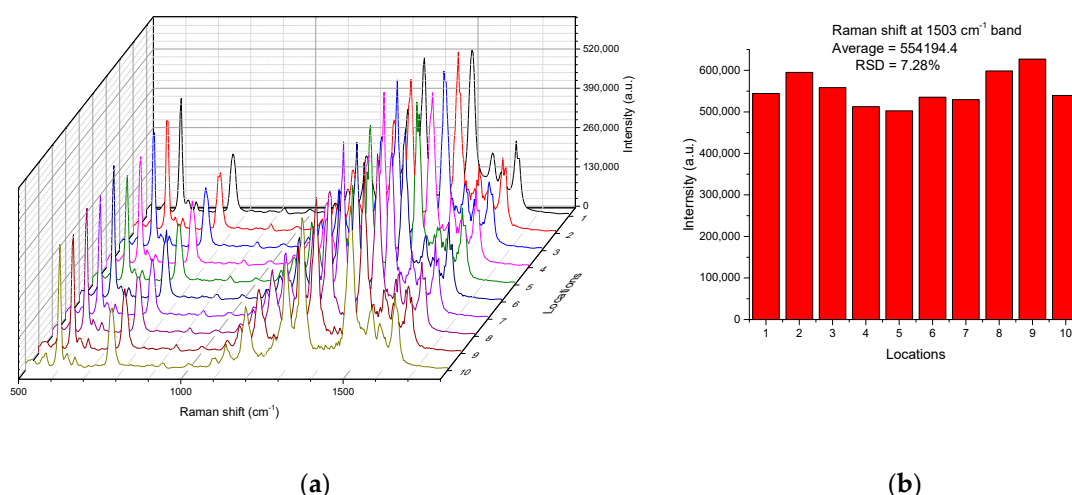 520,000
390,000
260,000
130,000
0
Intensity (a.u.)
1
2
3
4
5
6
7
8
9
10
Locations
500
1000
1500
Raman shift (cm-1)
(a)
Raman shift at 1503 cm-1 band
Average = 554194.4
RSD = 7.28%
600,000
500,000
400,000
300,000
200,000
100,000
0
Internsity (a.u.)
1 2 3 4 5 6 7 8 9 10
Locations
(b)